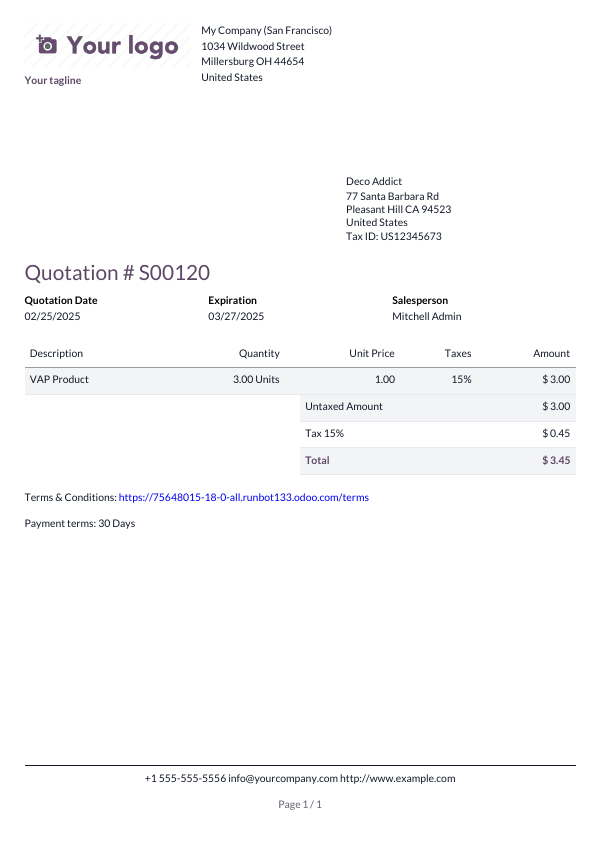 Your logo
Your tagline
My Company (San Francisco)
1034 Wildwood Street
Millersburg OH 44654
United States
Deco Addict
77 Santa Barbara Rd
Pleasant Hill CA 94523
United States
Tax ID: US12345673
Quotation # S00120
Quotation Date Expiration Salesperson
02/25/2025 03/27/2025 Mitchell Admin
Description Quantity Unit Price Taxes Amount
VAP Product 3.00 Units 1.00 15% $ 3.00
Untaxed Amount $ 3.00
Tax 15% $ 0.45
Total $ 3.45
Terms & Conditions: https://75648015-18-0-all.runbot133.odoo.com/terms
Payment terms: 30 Days
+1 555-555-5556 info@yourcompany.com http://www.example.com
Page 1 / 1